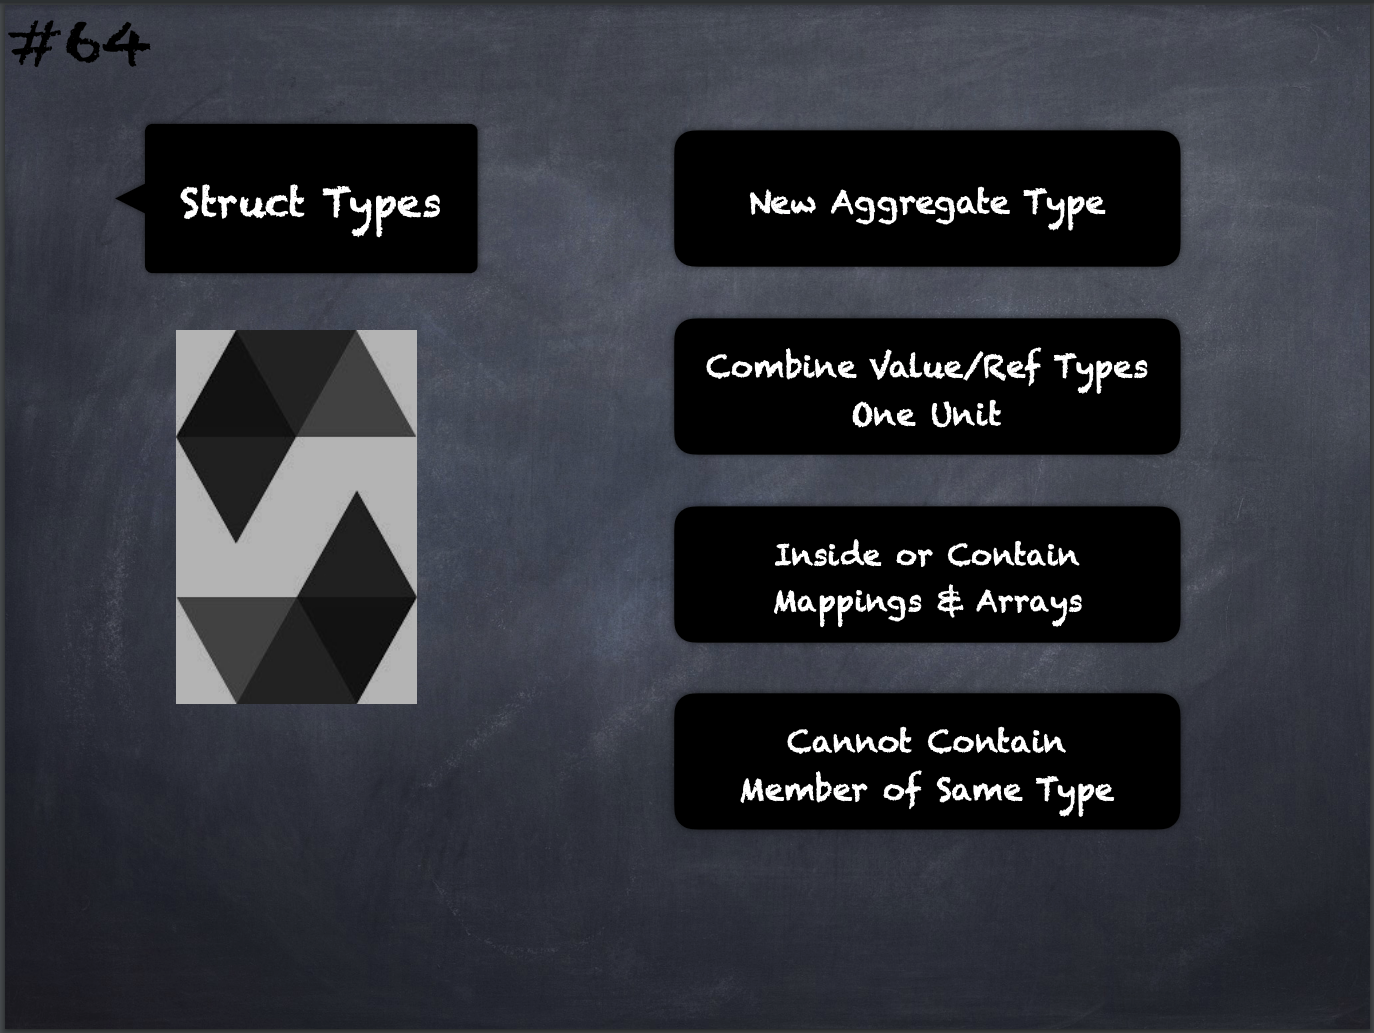 #64
Struct Types
New Aggregate Type
Combine Value/Ref Types
One Unit
Inside or Contain
Mappings & Arrays
Cannot Contain
Member of Same Type